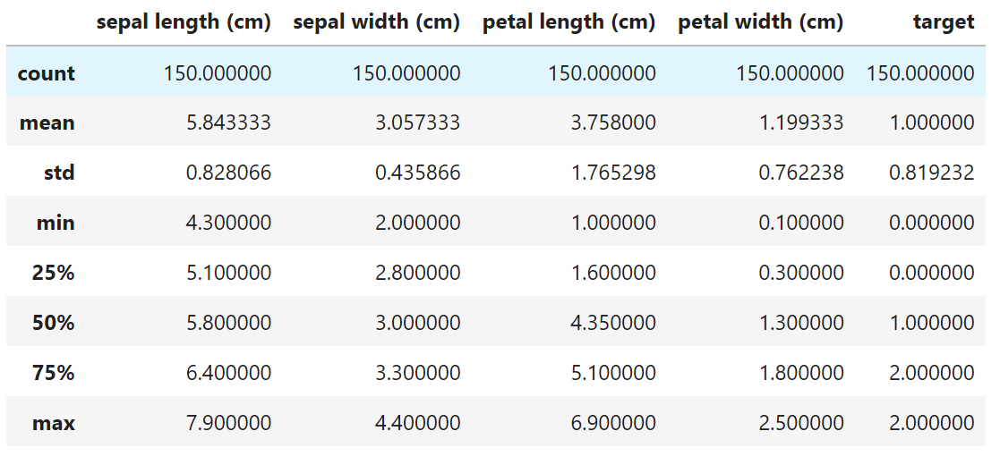 sepal length (cm) sepal width (cm) petal length (cm) petal width (cm) target
count 150.000000 150.000000 150.000000 150.000000 150.000000
mean 5.843333 3.057333 3.758000 1.199333 1.000000
std 0.828066 0.435866 1.765298 0.762238 0.819232
min 4.300000 2.000000 1.000000 0.100000 0.000000
25% 5.100000 2.800000 1.600000 0.300000 0.000000
50% 5.800000 3.000000 4.350000 1.300000 1.000000
75% 6.400000 3.300000 5.100000 1.800000 2.000000
max 7.900000 4.400000 6.900000 2.500000 2.000000